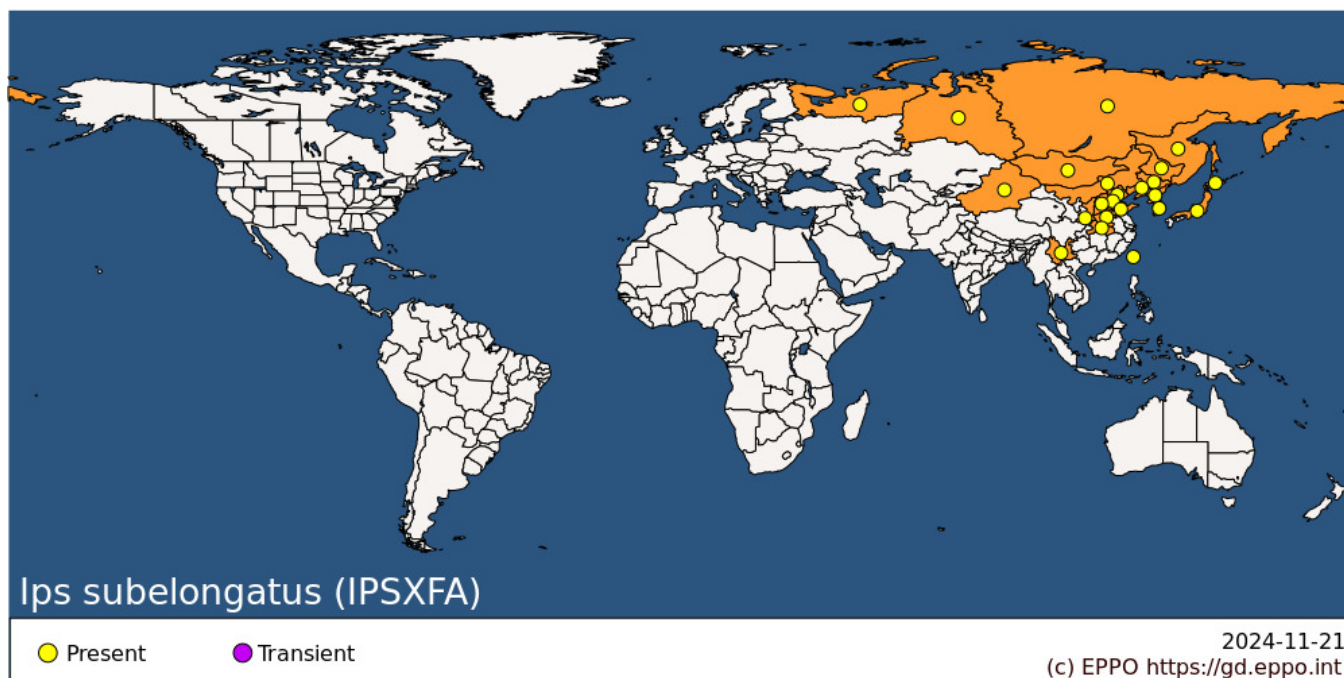 Ips subelongatus (IPSXFA)
Present
Transient
2024-11-21
(c) EPPO https://gd.eppo.int